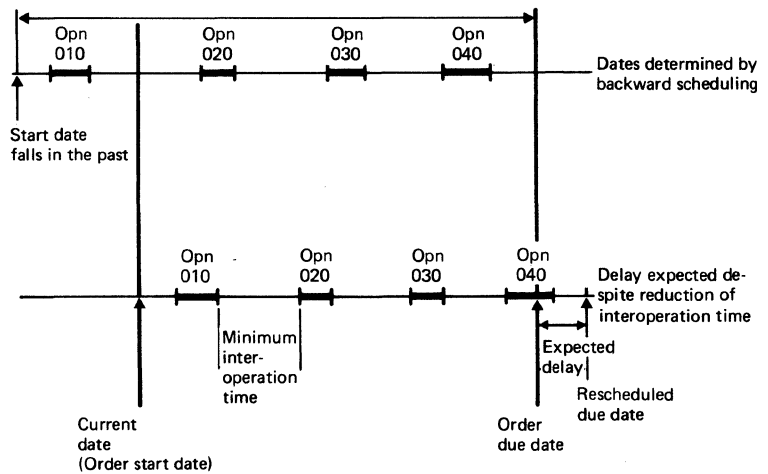 Opn
010
Opn
020
Opn
030
Opn
040
Dates determined by
backward scheduling
Start date
falls in the past
Opn
010
Opn
020
Opn
030
Opn
040
Delay expected de-
spite reduction of
interoperation time
Minimum
inter-
operation
time
Expected
delay
Rescheduled
due date
Current
date
(Order start date)
Order
due date